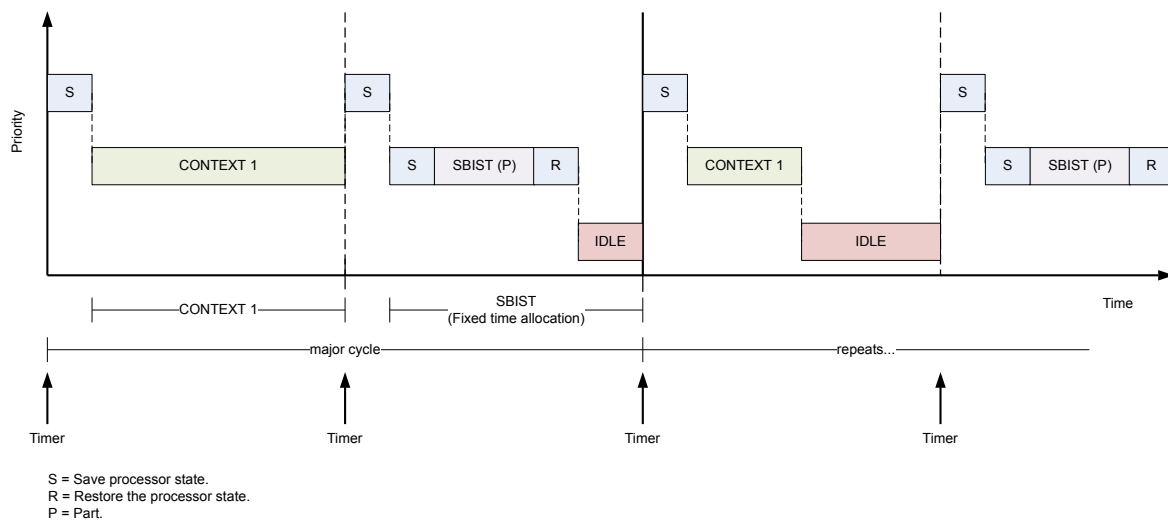 Priority
S
S
S
S
CONTEXT 1
S
SBIST (P)
R
CONTEXT 1
S
SBIST (P)
R
IDLE
IDLE
Time
CONTEXT 1
SBIST
(Fixed time allocation)
major cycle
repeats...
Timer
Timer
Timer
Timer
S = Save processor state.
R = Restore the processor state.
P = Part.